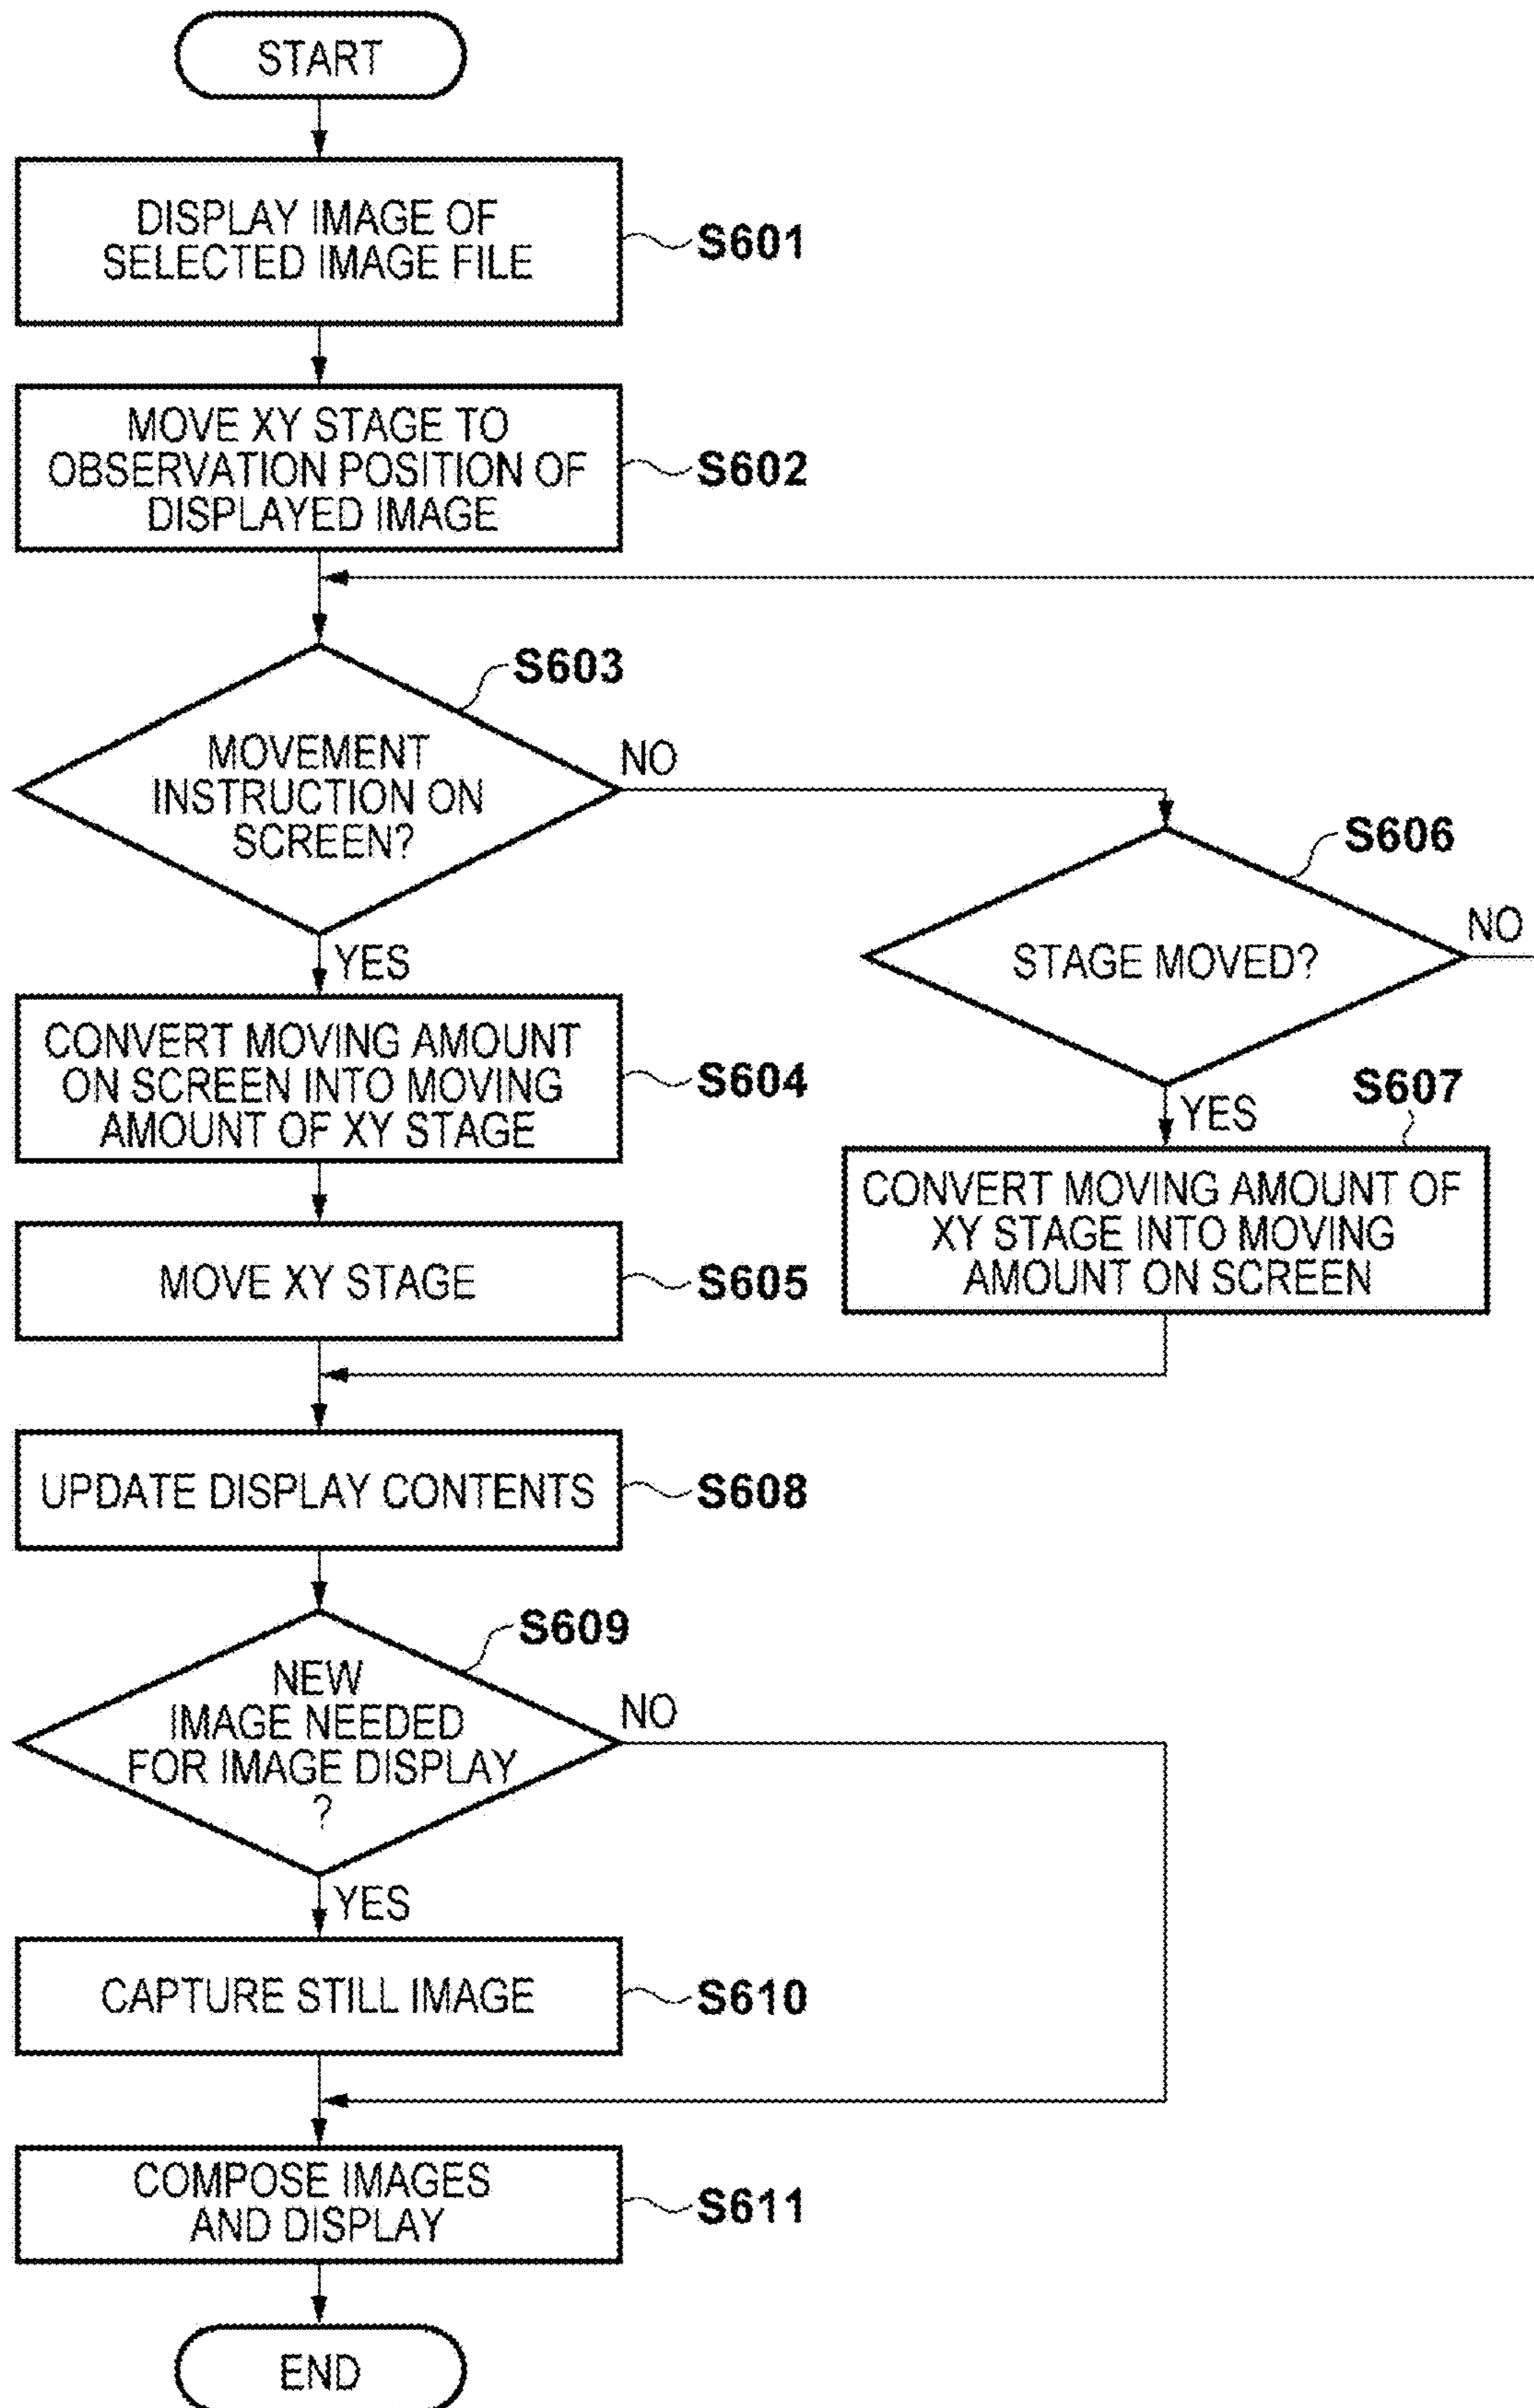 START
DISPLAY IMAGE OF
SELECTED IMAGE FILE
S601
MOVE XY STAGE TO
OBSERVATION POSITION OF
DISPLAYED IMAGE
S602
S603
MOVEMENT
INSTRUCTION ON
SCREEN?
NO
YES
S606
STAGE MOVED?
NO
YES
CONVERT MOVING AMOUNT
ON SCREEN INTO MOVING
AMOUNT OF XY STAGE
S604
S607
CONVERT MOVING AMOUNT OF
XY STAGE INTO MOVING
AMOUNT ON SCREEN
MOVE XY STAGE
S605
UPDATE DISPLAY CONTENTS
S608
S609
NEW
IMAGE NEEDED
FOR IMAGE DISPLAY
?
NO
YES
CAPTURE STILL IMAGE
S610
COMPOSE IMAGES
AND DISPLAY
S611
END